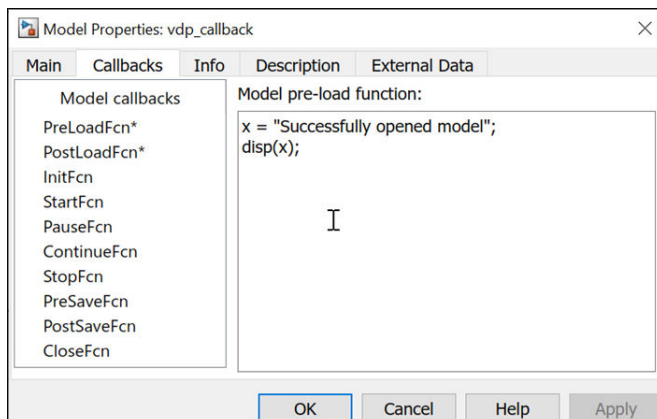 Model Properties: vdp_callback
Main Callbacks Info Description External Data
Model callbacks
PreLoadFcn*
PostLoadFcn*
InitFcn
StartFcn
PauseFcn
ContinueFcn
StopFcn
PreSaveFcn
PostSaveFcn
CloseFcn
Model pre-load function:
x = "Successfully opened model";
disp(x);
OK Cancel Help Apply